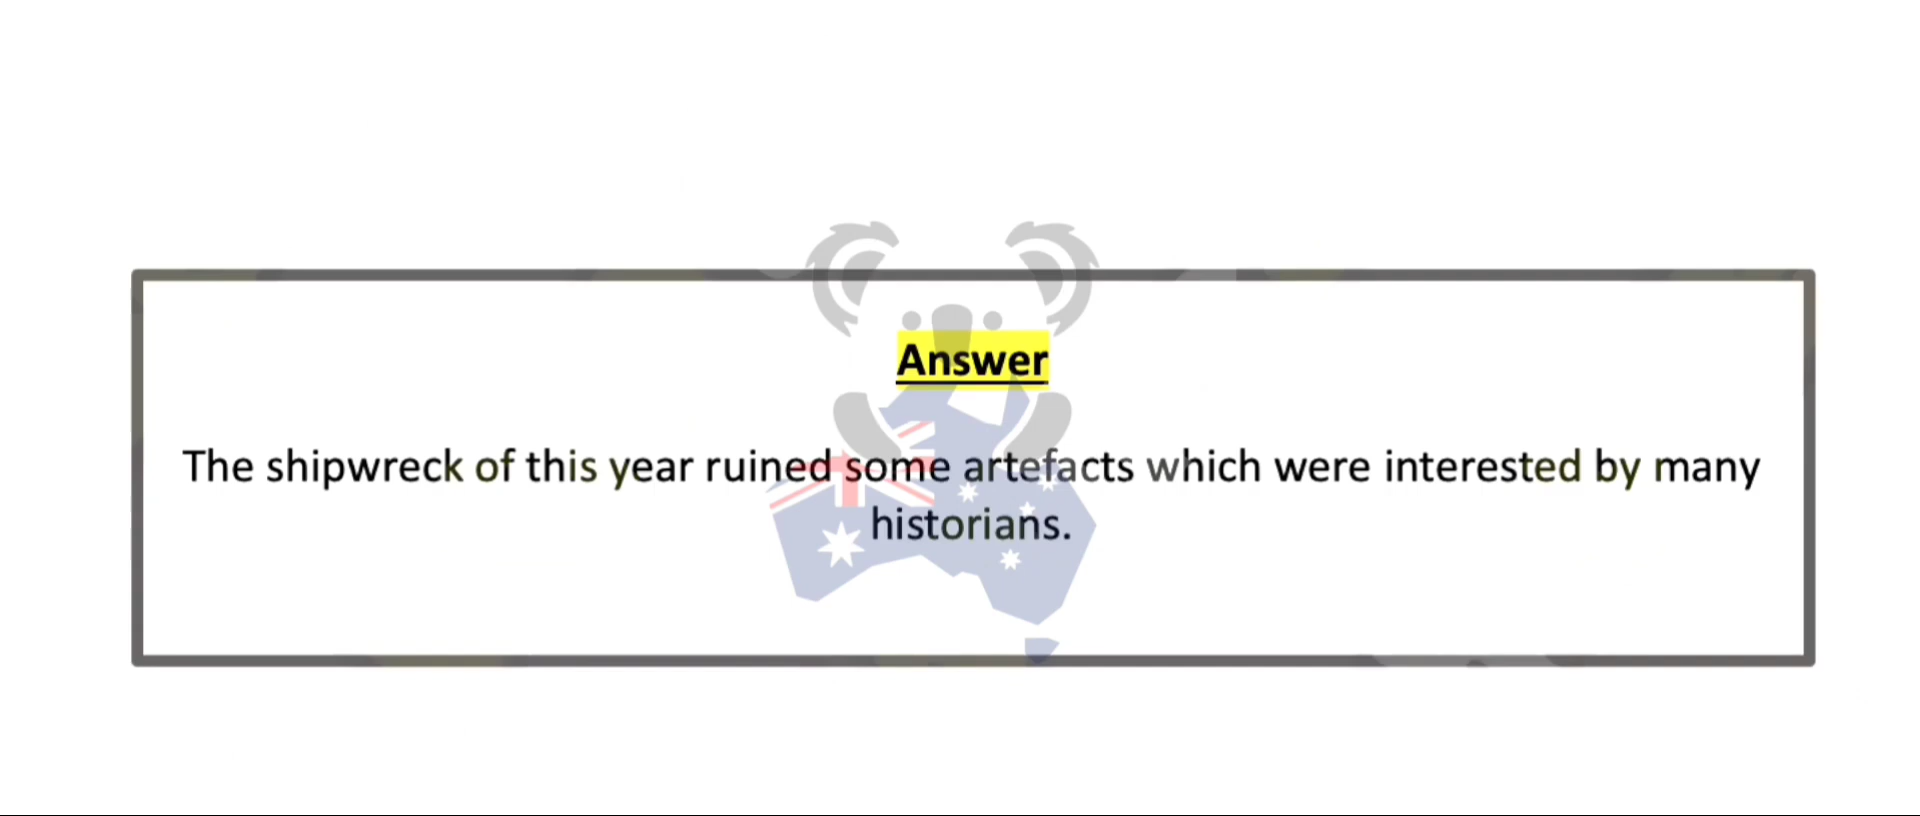 Answer
The shipwreck of this year ruined some artefacts which were interested by many
historians.